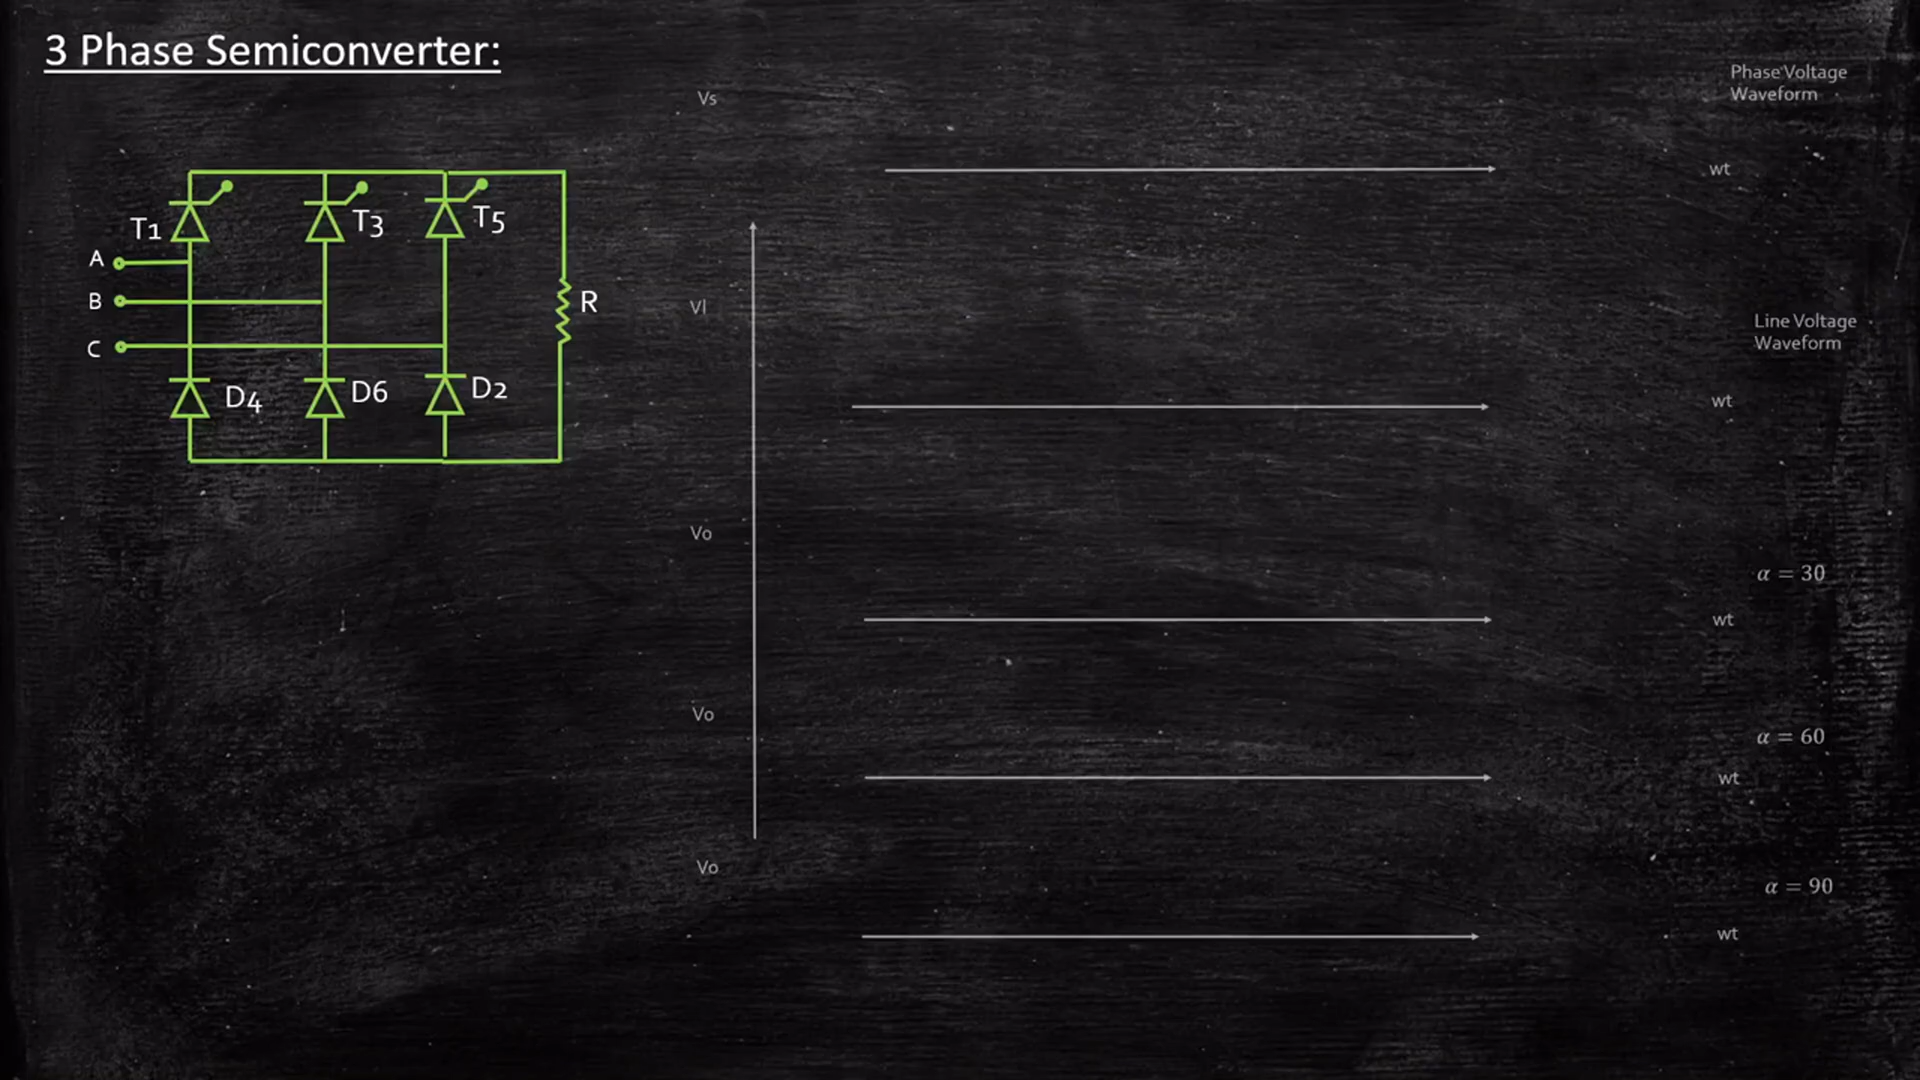 3 Phase Semiconverter:
Phase Voltage
Waveform
Vs
wt
T1
T3
T5
A
B
C
R
Vl
Line Voltage
Waveform
D4
D6
D2
wt
Vo
α = 30
wt
Vo
α = 60
wt
Vo
α = 90
wt